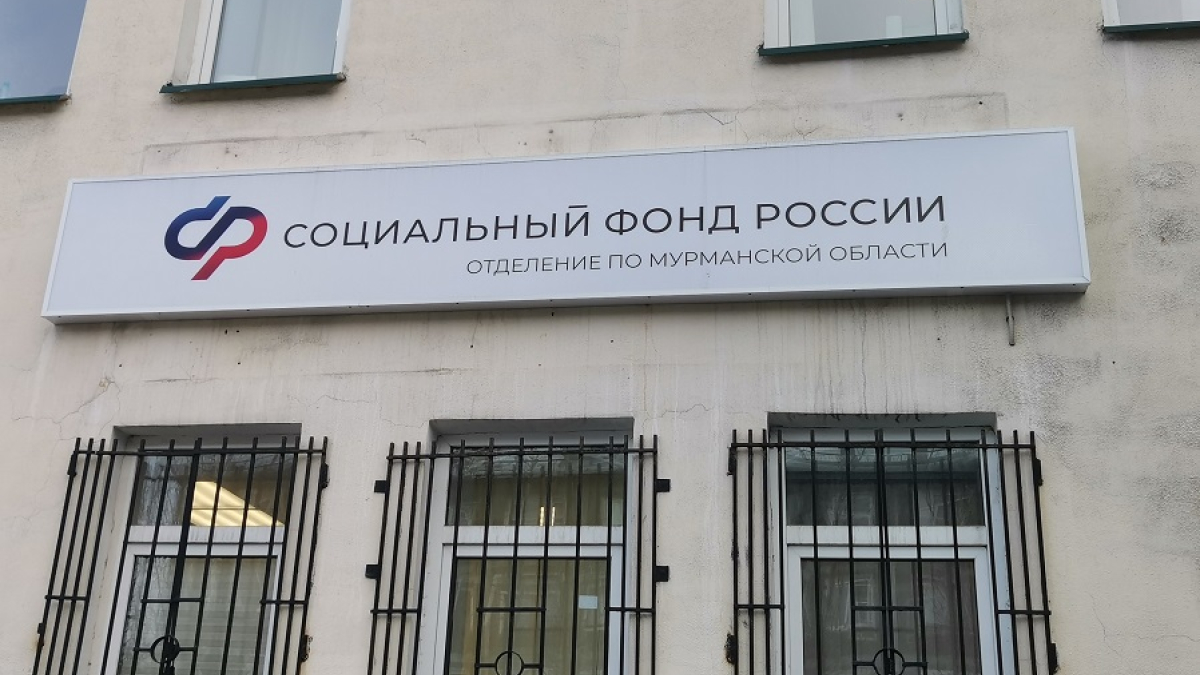 СОЦИАЛЬНЫЙ ФОНД РОССИИ
ОТДЕЛЕНИЕ ПО МУРМАНСКОЙ ОБЛАСТИ